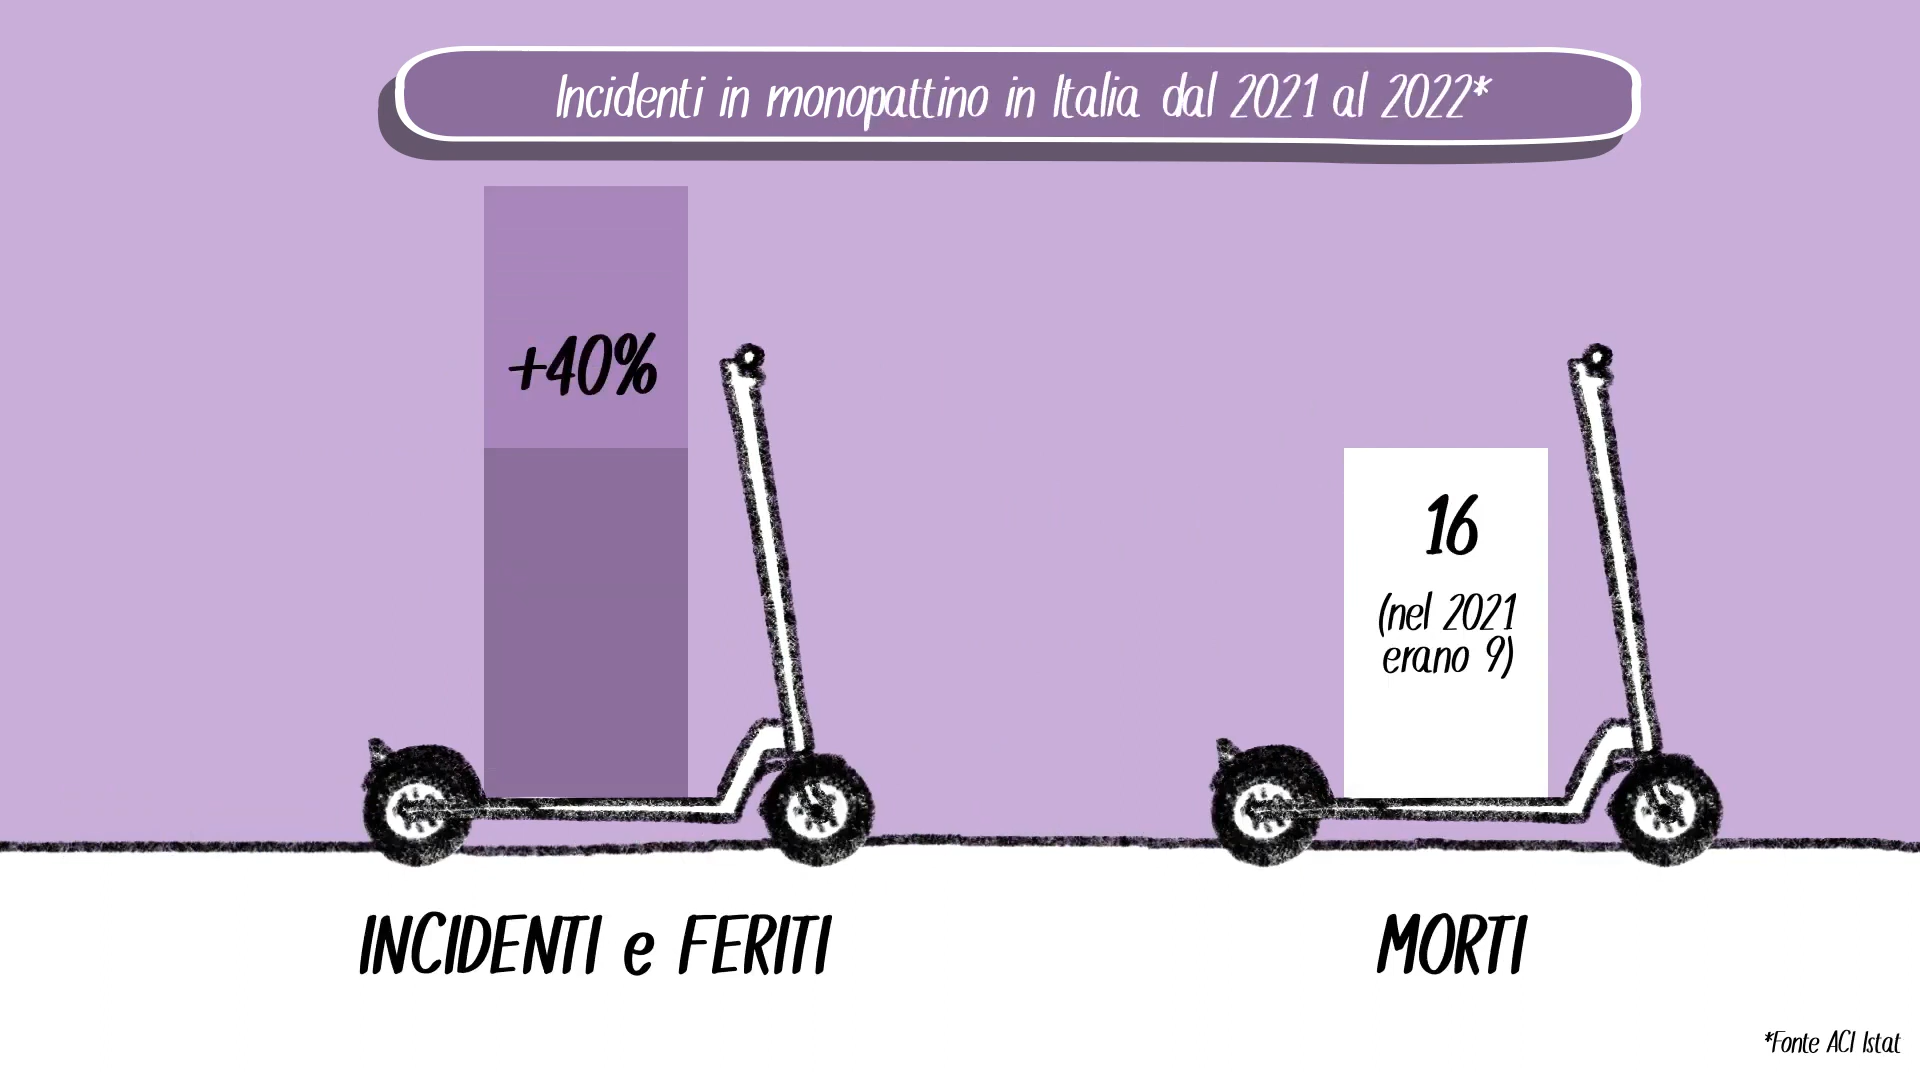 Incidenti in monopattino in Italia dal 2021 al 2022*
+40%
16
(nel 2021
erano 9)
INCIDENTI e FERITI
MORTI
*Fonte ACI Istat